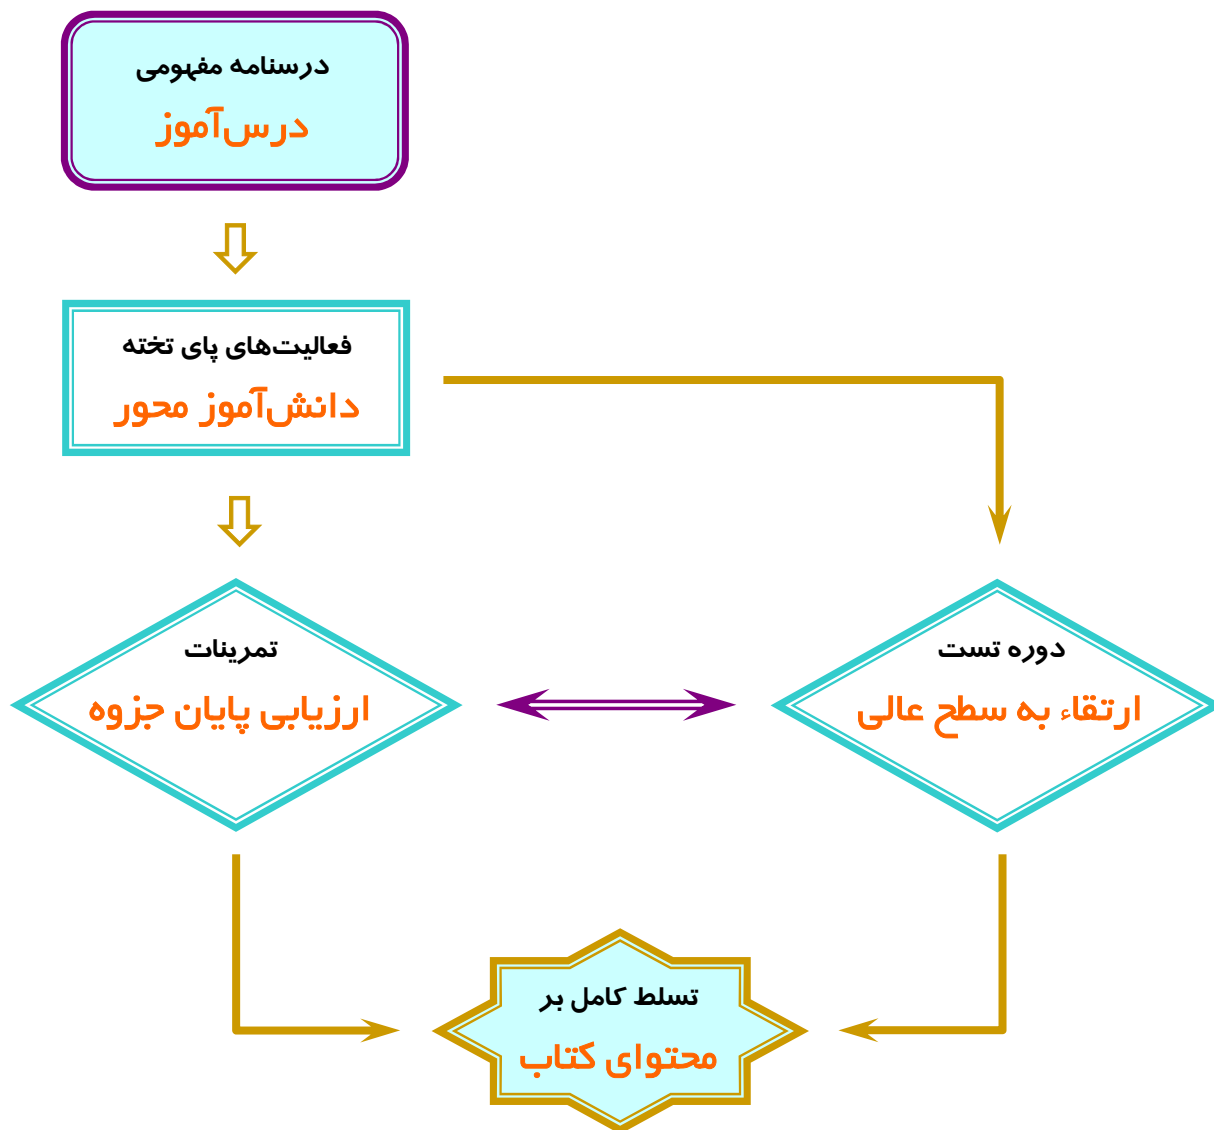 درسنامه مفهومی
درس‌آموز
فعالیت‌های پای تخته
دانش‌آموز محور
تمرینات
ارزیابی پایان جزوه
دوره تست
ارتقاء به سطح عالی
تسلط کامل بر
محتوای کتاب